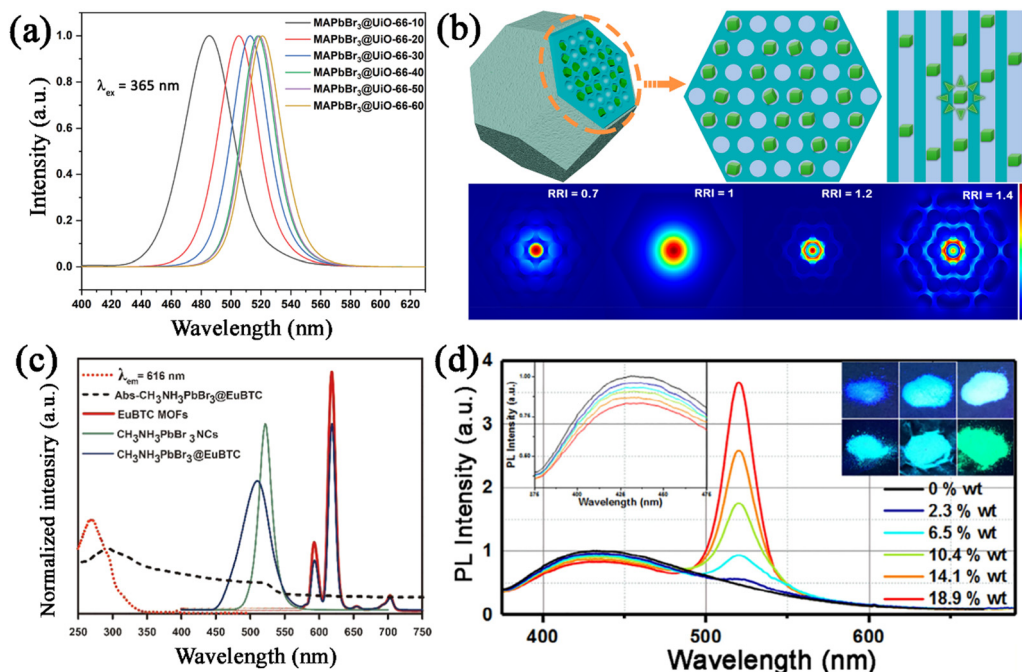 (a)
MAPbBr3@UiO-66-10
MAPbBr3@UiO-66-20
MAPbBr3@UiO-66-30
MAPbBr3@UiO-66-40
MAPbBr3@UiO-66-50
MAPbBr3@UiO-66-60
λex = 365 nm
Intensity (a.u.)
1.0
0.8
0.6
0.4
0.2
0.0
400 420 440 460 480 500 520 540 560 580 600 620
Wavelength (nm)
(b)
RRI = 0.7
RRI = 1
RRI = 1.2
RRI = 1.4
(c)
λem= 616 nm
Abs-CH3NH3PbBr3@EuBTC
EuBTC MOFs
CH3NH3PbBr3 NCs
CH3NH3PbBr3@EuBTC
Normalized intensiry (a.u.)
250 300 350 400 450 500 550 600 650 700 750
Wavelength (nm)
(d)
PL Intensity (a.u.)
4
3
2
1
0
PL Intensity (a.u.)
1.00
Wavelength (nm)
0 % wt
2.3 % wt
6.5 % wt
10.4 % wt
14.1 % wt
18.9 % wt
400 500 600
Wavelength (nm)